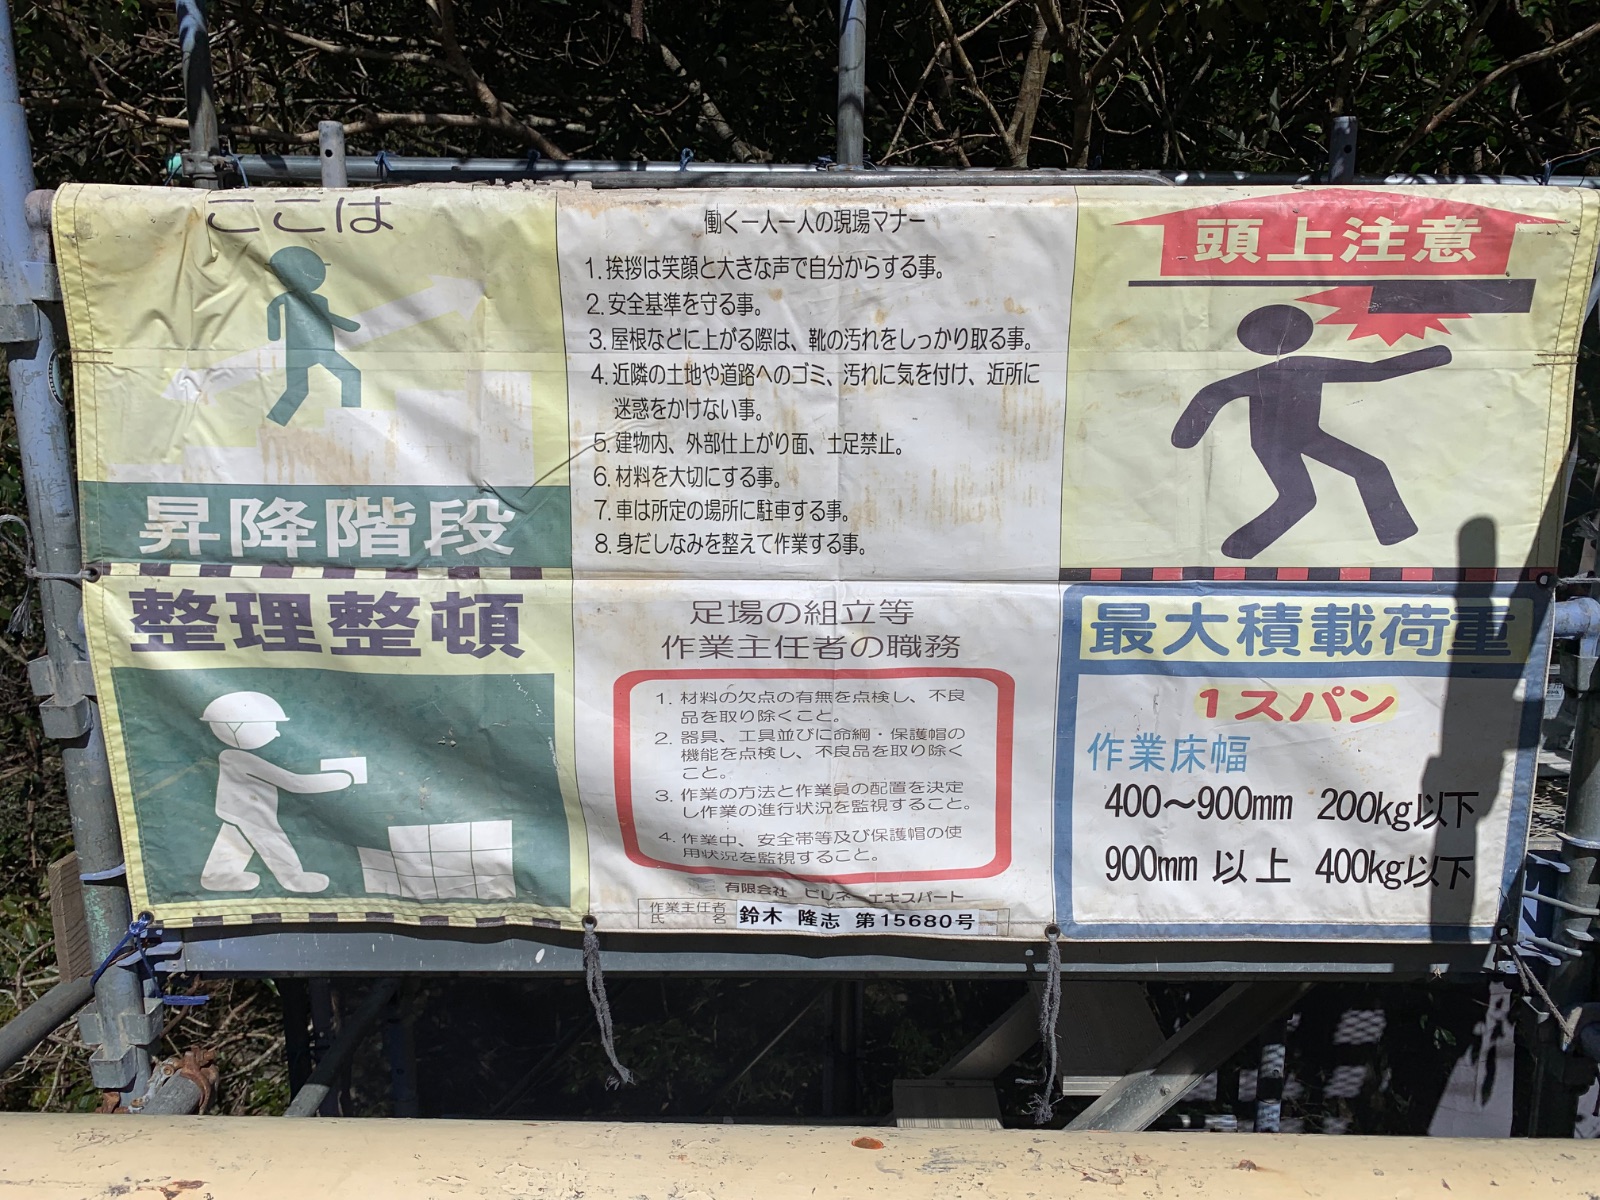 ここは
昇降階段
整理整頓
働く一人一人の現場マナー
1. 挨拶は笑顔と大きな声で自分からする事。
2. 安全基準を守る事。
3. 屋根などに上がる際は、靴の汚れをしっかり取る事。
4. 近隣の土地や道路へのゴミ、汚れに気を付け、近所に
迷惑をかけない事。
5. 建物内、外部仕上がり面、土足禁止。
6. 材料を大切にする事。
7. 車は所定の場所に駐車する事。
8. 身だしなみを整えて作業する事。
足場の組立等
作業主任者の職務
1. 材料の欠点の有無を点検し、不良
品を取り除くこと。
2. 器具、工具並びに命綱・保護帽の
機能を点検し、不良品を取り除く
こと。
3. 作業の方法と作業員の配置を決定
し作業の進行状況を監視すること。
4. 作業中、安全帯等及び保護帽の使
用状況を監視すること。
有限会社 ビリネーエキスパート
作業主任者
氏名
鈴木 隆志 第15680号
頭上注意
最大積載荷重
1スパン
作業床幅
400〜900mm 200kg以下
900mm 以上 400kg以下